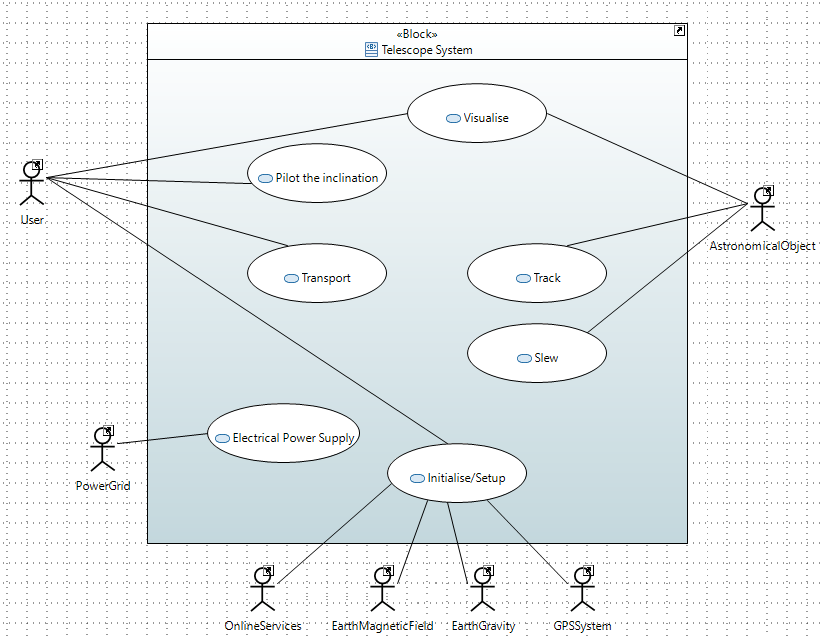 «Block»
Telescope System
Visualise
Pilot the inclination
User
AstronomicalObject
Transport
Track
Slew
Electrical Power Supply
Initialise/Setup
PowerGrid
OnlineServices
EarthMagneticField
EarthGravity
GPSSystem